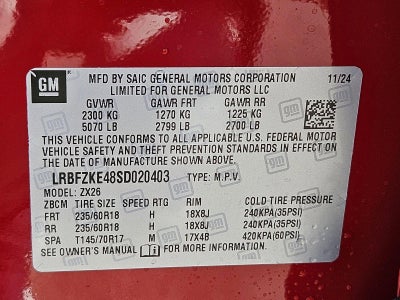 GM
MFD BY SAIC GENERAL MOTORS CORPORATION 11/24
LIMITED FOR GENERAL MOTORS LLC
GVWR GAWR FRT GAWR RR
2300 KG 1270 KG 1225 KG
5070 LB 2799 LB 2700 LB
THIS VEHICLE CONFORMS TO ALL APPLICABLE U.S. FEDERAL MOTOR
VEHICLE SAFETY AND THEFT PREVENTION STANDARDS IN EFFECT ON
THE DATE OF MANUFACTURE SHOWN ABOVE.
LRBFZKE48SD020403 TYPE: M.P.V.
MODEL: ZX26
ZBCM TIRE SIZE SPEED RTG RIM COLD TIRE PRESSURE
FRT 235/60R18 H 18X8J 240KPA(35PSI)
RR 235/60R18 H 18X8J 240KPA(35PSI)
SPA T145/70R17 M 17X4B 420KPA(60PSI)
SEE OWNER'S MANUAL FOR MORE INFORMATION